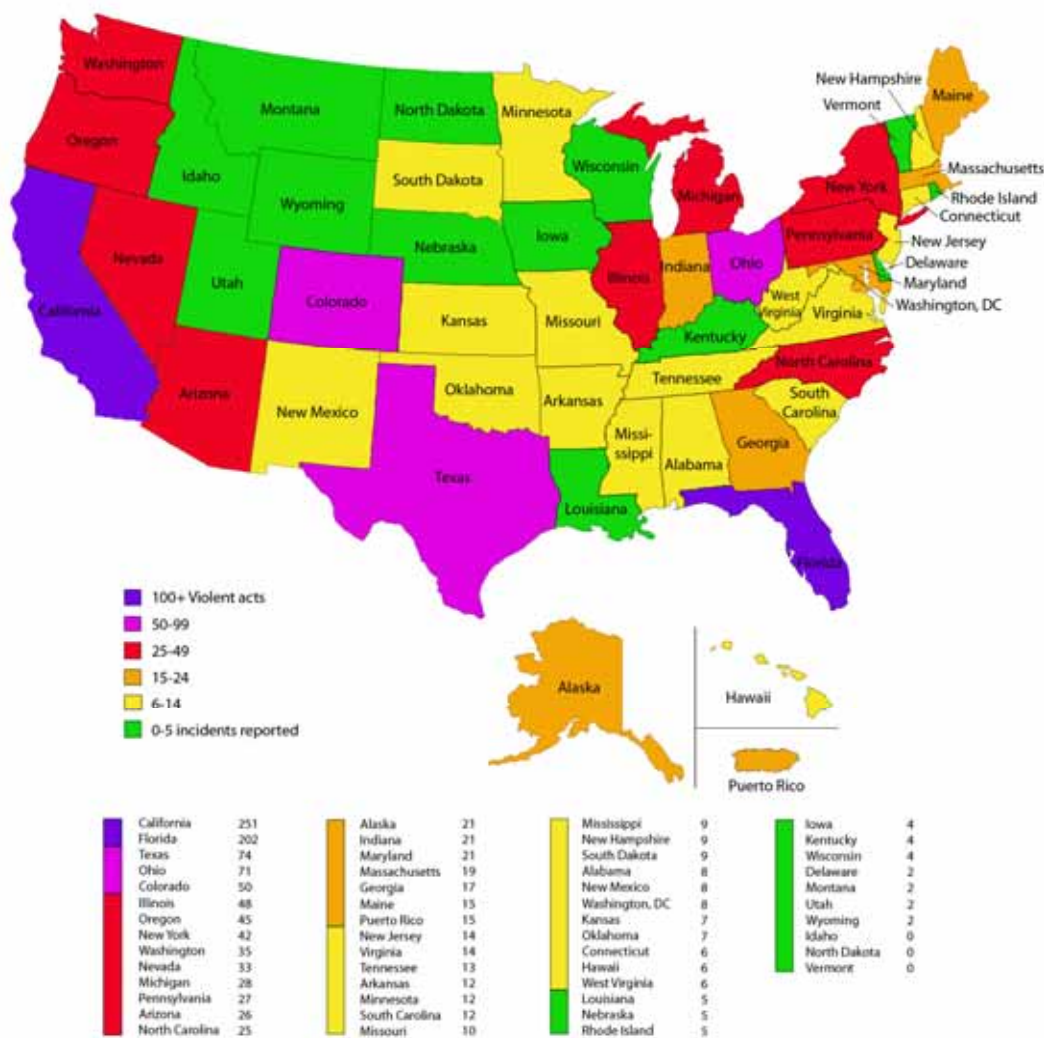 Washington
Oregon
California
Nevada
Idaho
Montana
Wyoming
Utah
Arizona
Colorado
New Mexico
North Dakota
South Dakota
Nebraska
Kansas
Oklahoma
Texas
Minnesota
Iowa
Missouri
Arkansas
Louisiana
Wisconsin
Illinois
Michigan
Indiana
Ohio
Kentucky
Tennessee
Missi-
ssippi
Alabama
Georgia
Florida
South
Carolina
North Carolina
West
Virginia
Virginia
Pennsylvania
New York
New Hampshire
Vermont
Maine
Massachusetts
Rhode Island
Connecticut
New Jersey
Delaware
Maryland
Washington, DC
100+ Violent acts
50-99
25-49
15-24
6-14
0-5 incidents reported
Alaska
Hawaii
Puerto Rico
California 251
Florida 202
Texas 74
Ohio 71
Colorado 50
Illinois 48
Oregon 45
New York 42
Washington 35
Nevada 33
Michigan 28
Pennsylvania 27
Arizona 26
North Carolina 25
Alaska 21
Indiana 21
Maryland 21
Massachusetts 19
Georgia 17
Maine 15
Puerto Rico 15
New Jersey 14
Virginia 14
Tennessee 13
Arkansas 12
Minnesota 12
South Carolina 12
Missouri 10
Mississippi 9
New Hampshire 9
South Dakota 9
Alabama 8
New Mexico 8
Washington, DC 8
Kansas 7
Oklahoma 7
Connecticut 6
Hawaii 6
West Virginia 6
Louisiana 5
Nebraska 5
Rhode Island 5
Iowa 4
Kentucky 4
Wisconsin 4
Delaware 2
Montana 2
Utah 2
Wyoming 2
Idaho 0
North Dakota 0
Vermont 0